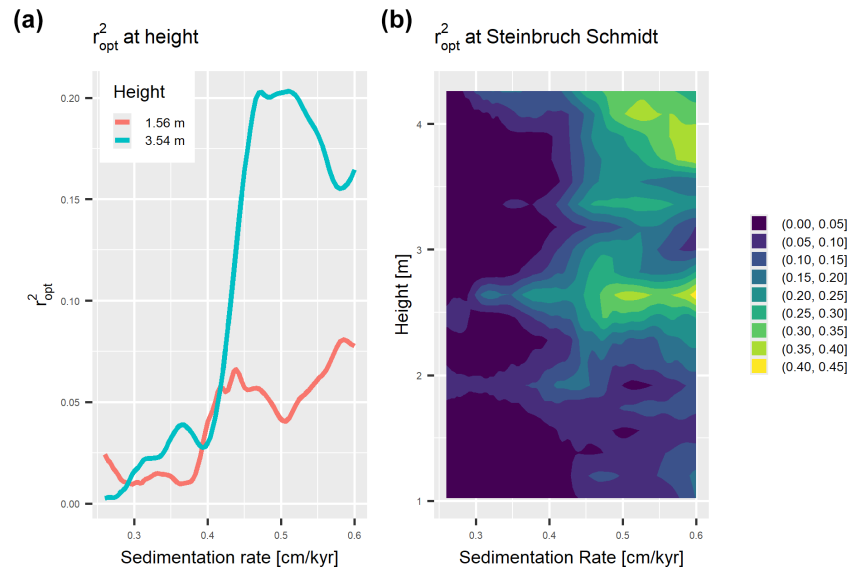 (a)
r²opt at height
Height
1.56 m
3.54 m
0.20
0.15
0.10
0.05
0.00
r²opt
0.3
0.4
0.5
0.6
Sedimentation rate [cm/kyr]
(b)
r²opt at Steinbruch Schmidt
4
3
2
1
Height [m]
0.3
0.4
0.5
0.6
Sedimentation Rate [cm/kyr]
(0.00, 0.05]
(0.05, 0.10]
(0.10, 0.15]
(0.15, 0.20]
(0.20, 0.25]
(0.25, 0.30]
(0.30, 0.35]
(0.35, 0.40]
(0.40, 0.45]